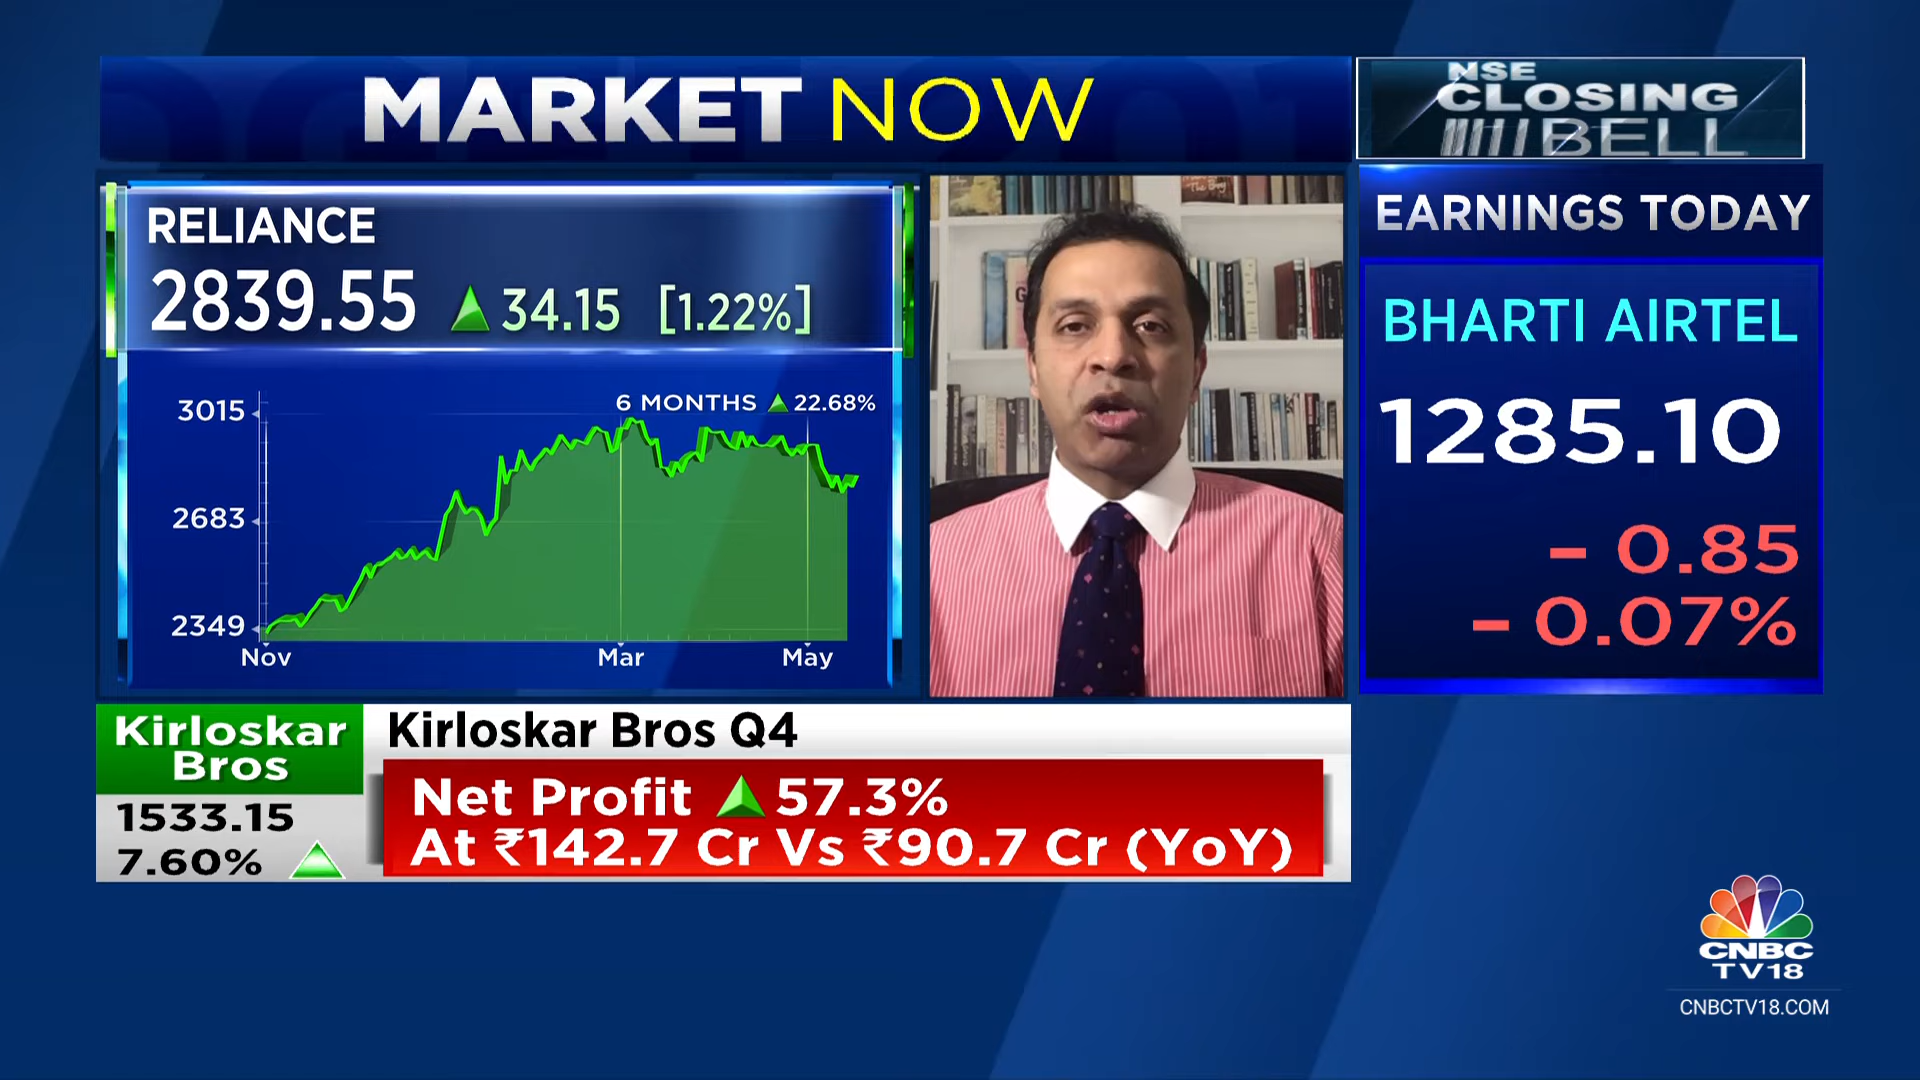 MARKET NOW
NSE
CLOSING
BELL
RELIANCE
2839.55 ▲ 34.15 [1.22%]
6 MONTHS ▲ 22.68%
3015
2683
2349
Nov Mar May
EARNINGS TODAY
BHARTI AIRTEL
1285.10
- 0.85
- 0.07%
Kirloskar
Bros
1533.15
7.60% ▲
Kirloskar Bros Q4
Net Profit ▲ 57.3%
At ₹142.7 Cr Vs ₹90.7 Cr (YoY)
CNBC
TV18
CNBCTV18.COM